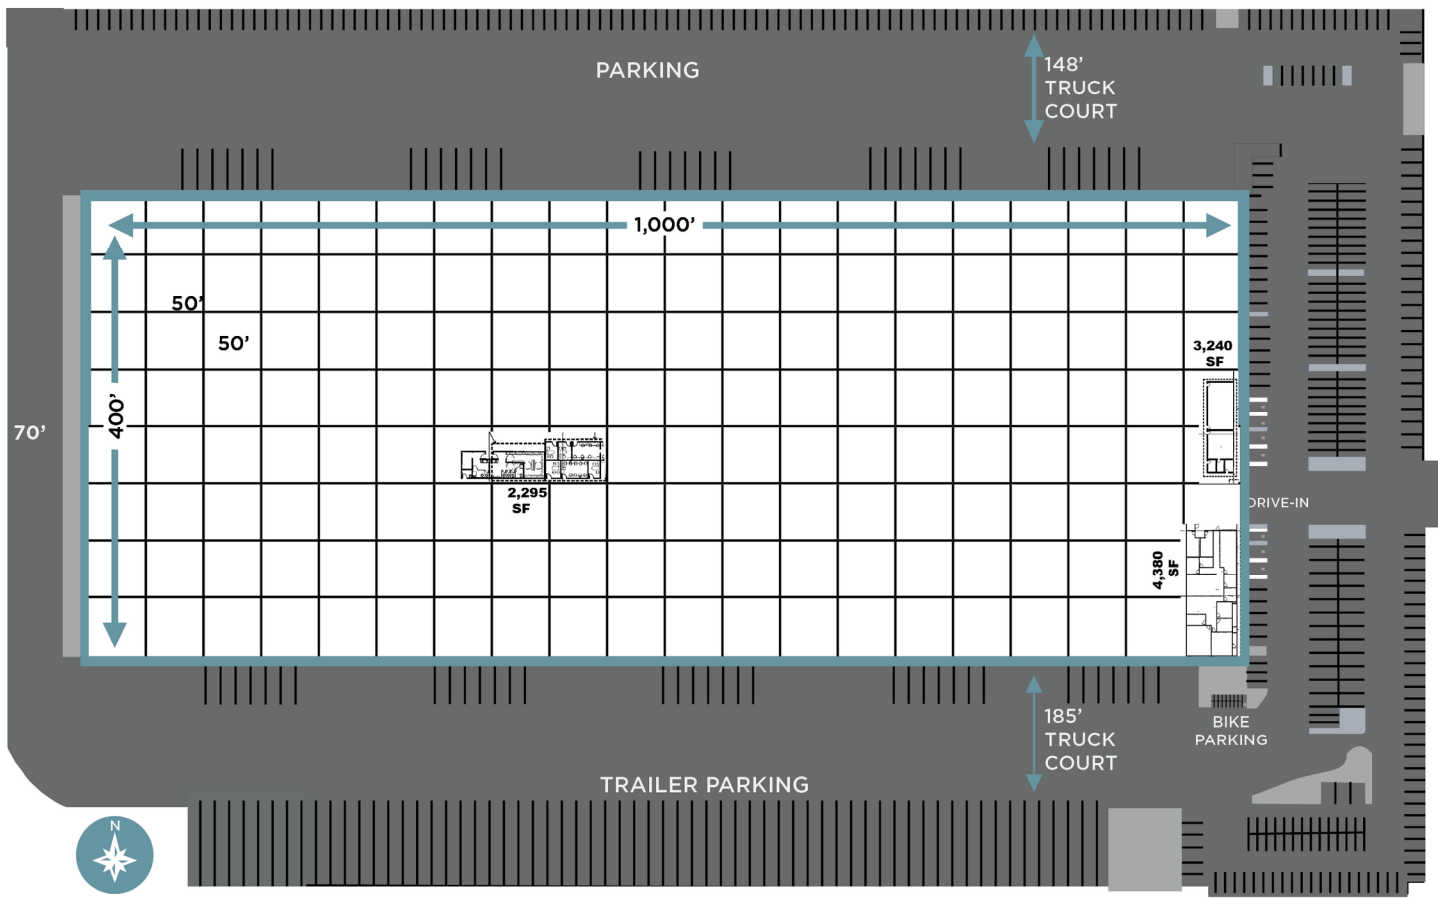 PARKING
148’
TRUCK
COURT
1,000’
50’
50’
3,240
SF
400’
70’
2,295
SF
DRIVE-IN
4,380
SF
185’
TRUCK
COURT
BIKE
PARKING
TRAILER PARKING
N